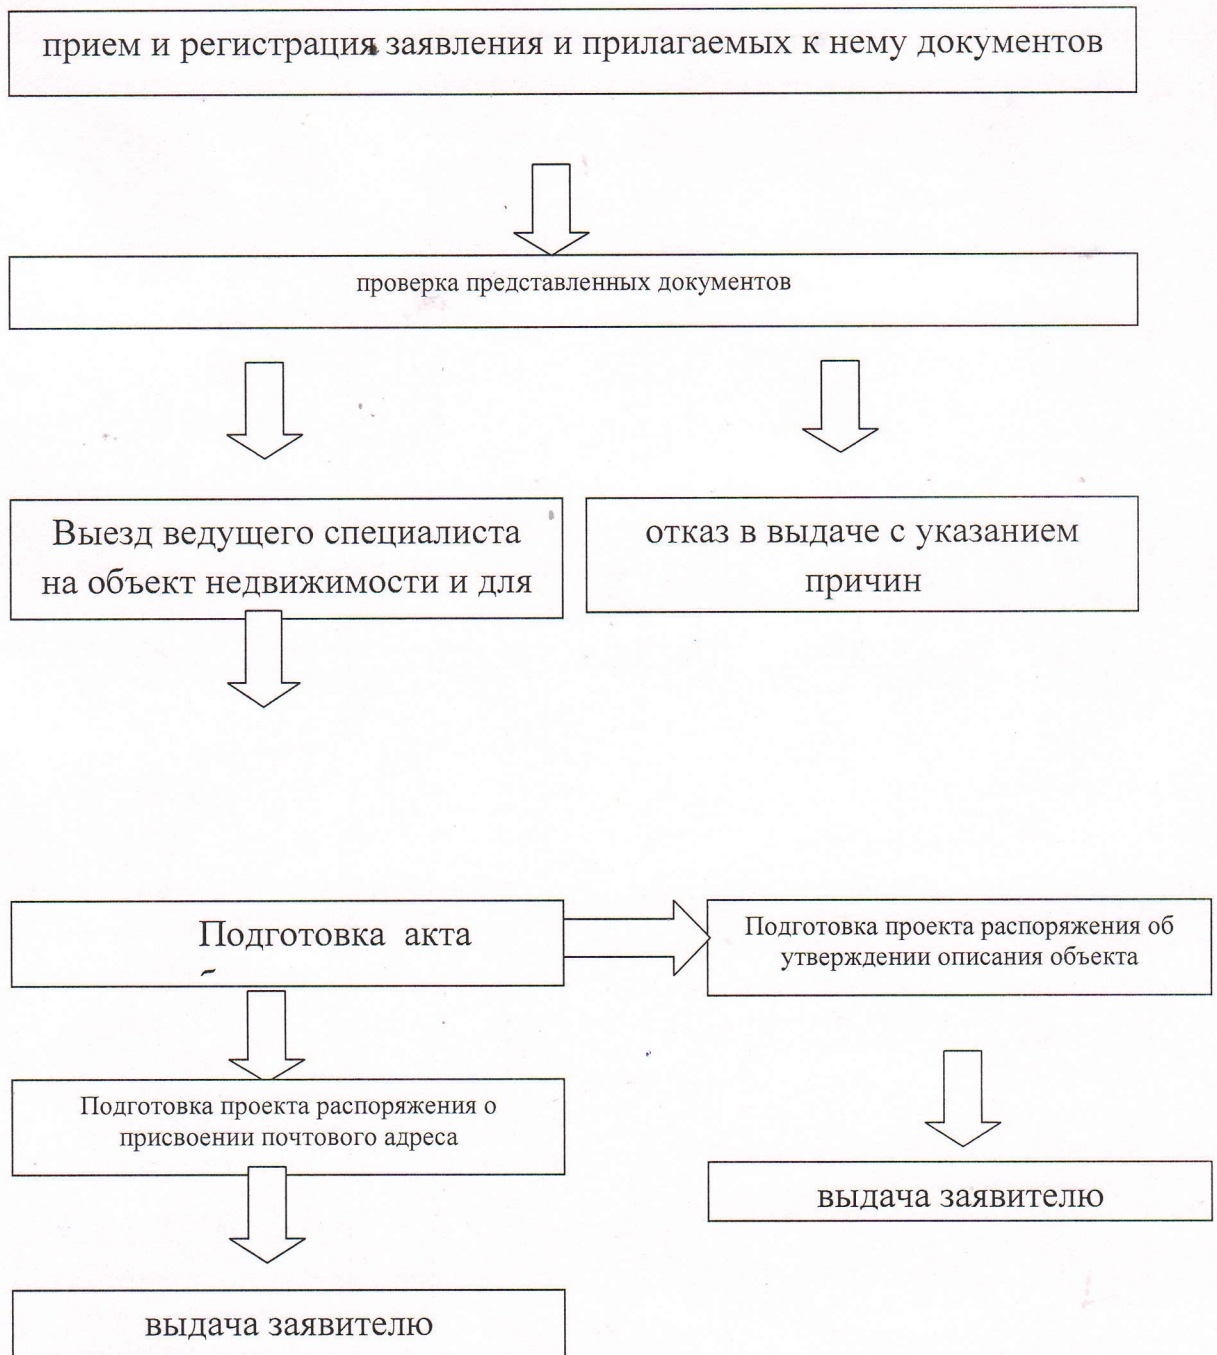 прием и регистрация заявления и прилагаемых к нему документов
проверка представленных документов
Выезд ведущего специалиста
на объект недвижимости и для
отказ в выдаче с указанием
причин
Подготовка акта
Подготовка проекта распоряжения об
утверждении описания объекта
Подготовка проекта распоряжения о
присвоении почтового адреса
выдача заявителю
выдача заявителю